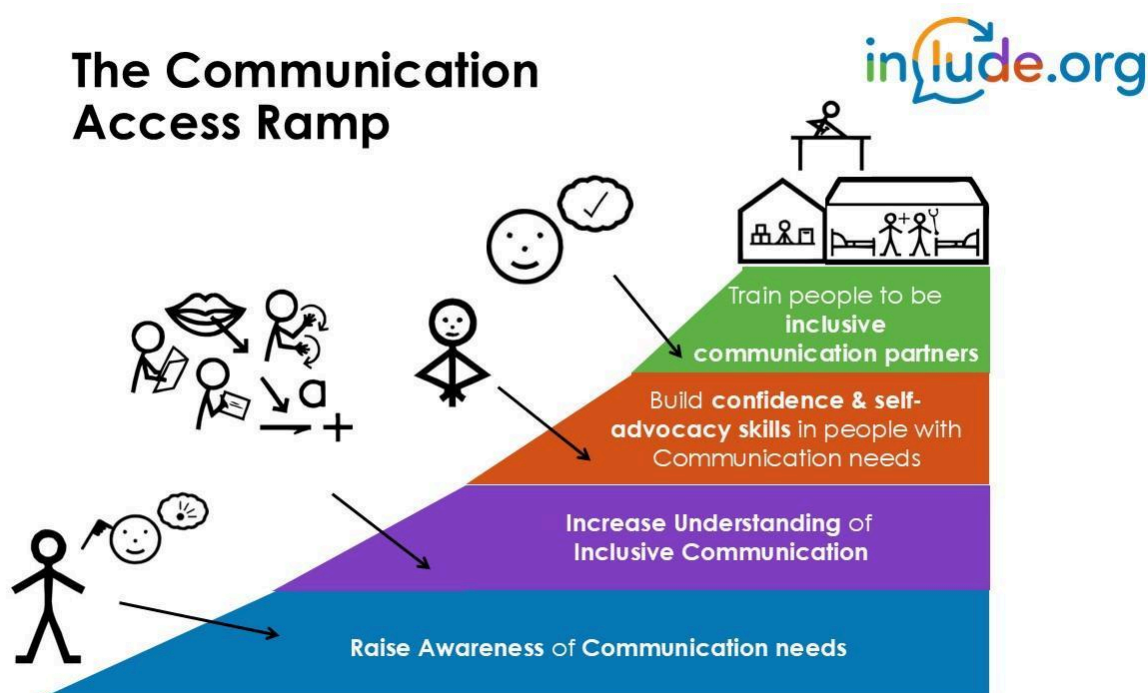 The Communication
Access Ramp
include.org
Train people to be
inclusive
communication partners
Build confidence & self-
advocacy skills in people with
Communication needs
Increase Understanding of
Inclusive Communication
Raise Awareness of Communication needs
a